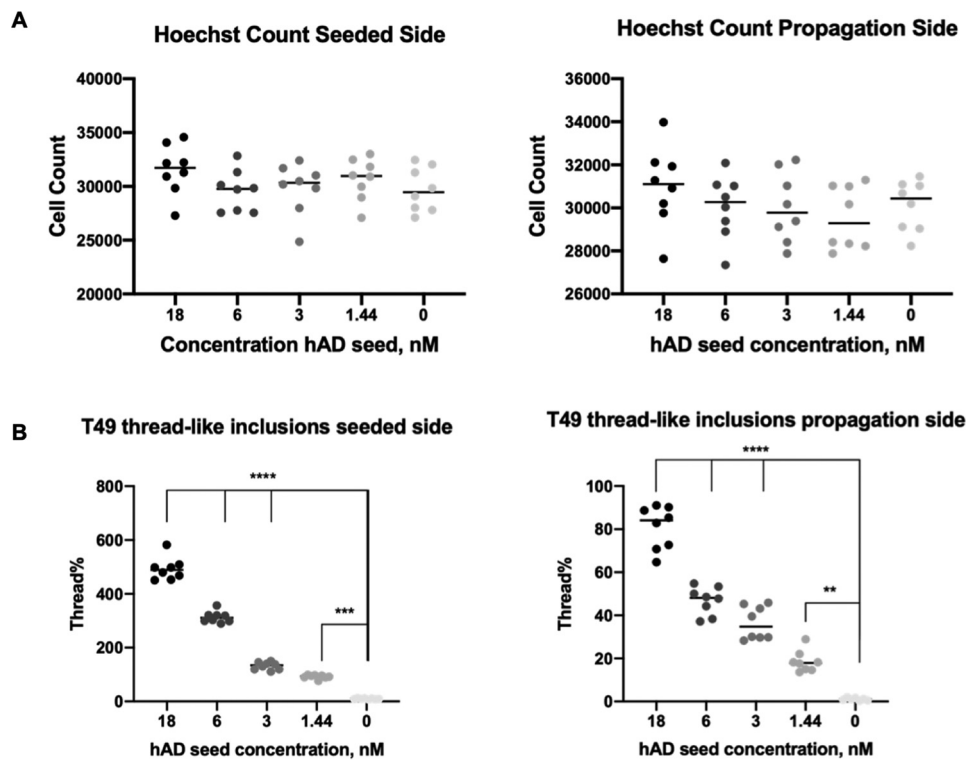 A
Hoechst Count Seeded Side
40000
35000
30000
25000
20000
Cell Count
18 6 3 1.44 0
Concentration hAD seed, nM
Hoechst Count Propagation Side
36000
34000
32000
30000
28000
26000
Cell Count
18 6 3 1.44 0
hAD seed concentration, nM
B
T49 thread-like inclusions seeded side
****
***
800
600
400
200
0
Thread%
18 6 3 1.44 0
hAD seed concentration, nM
T49 thread-like inclusions propagation side
****
**
100
80
60
40
20
0
Thread%
18 6 3 1.44 0
hAD seed concentration, nM